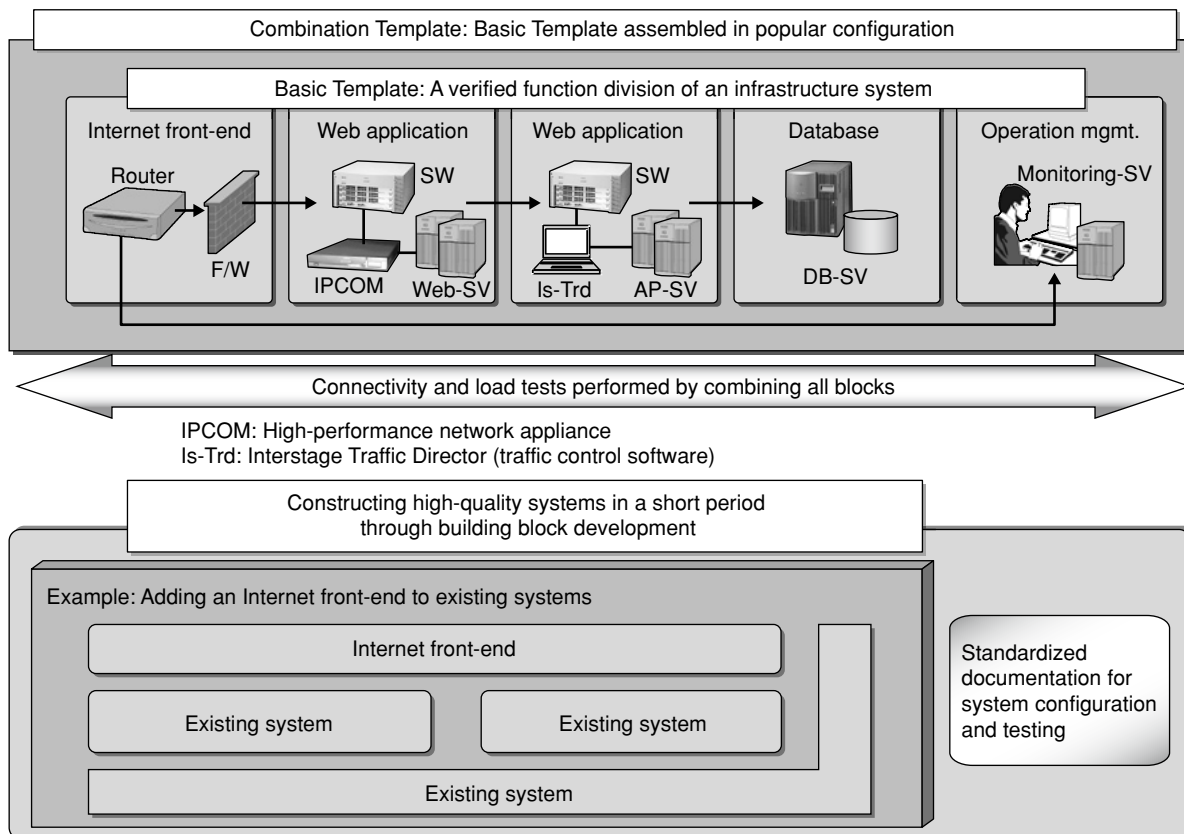 Combination Template: Basic Template assembled in popular configuration
Basic Template: A verified function division of an infrastructure system
Internet front-end
Router
F/W
Web application
SW
IPCOM
Web-SV
Web application
SW
Is-Trd
AP-SV
Database
DB-SV
Operation mgmt.
Monitoring-SV
Connectivity and load tests performed by combining all blocks
IPCOM: High-performance network appliance
Is-Trd: Interstage Traffic Director (traffic control software)
Constructing high-quality systems in a short period
through building block development
Example: Adding an Internet front-end to existing systems
Internet front-end
Existing system
Existing system
Existing system
Standardized
documentation for
system configuration
and testing